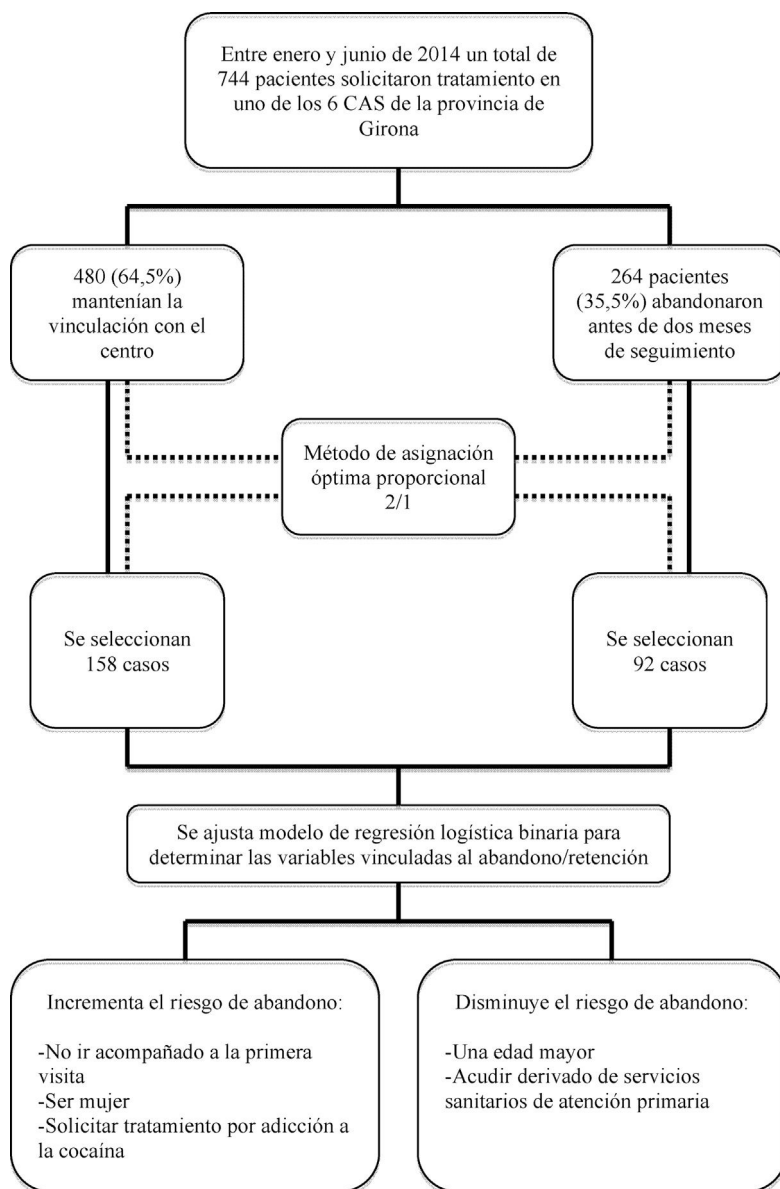 Entre enero y junio de 2014 un total de
744 pacientes solicitaron tratamiento en
uno de los 6 CAS de la provincia de
Girona
480 (64,5%)
mantenían la
vinculación con el
centro
264 pacientes
(35,5%) abandonaron
antes de dos meses
de seguimiento
Método de asignación
óptima proporcional
2/1
Se seleccionan
158 casos
Se seleccionan
92 casos
Se ajusta modelo de regresión logística binaria para
determinar las variables vinculadas al abandono/retención
Incrementa el riesgo de abandono:
-No ir acompañado a la primera
visita
-Ser mujer
-Solicitar tratamiento por adicción a
la cocaína
Disminuye el riesgo de abandono:
-Una edad mayor
-Acudir derivado de servicios
sanitarios de atención primaria